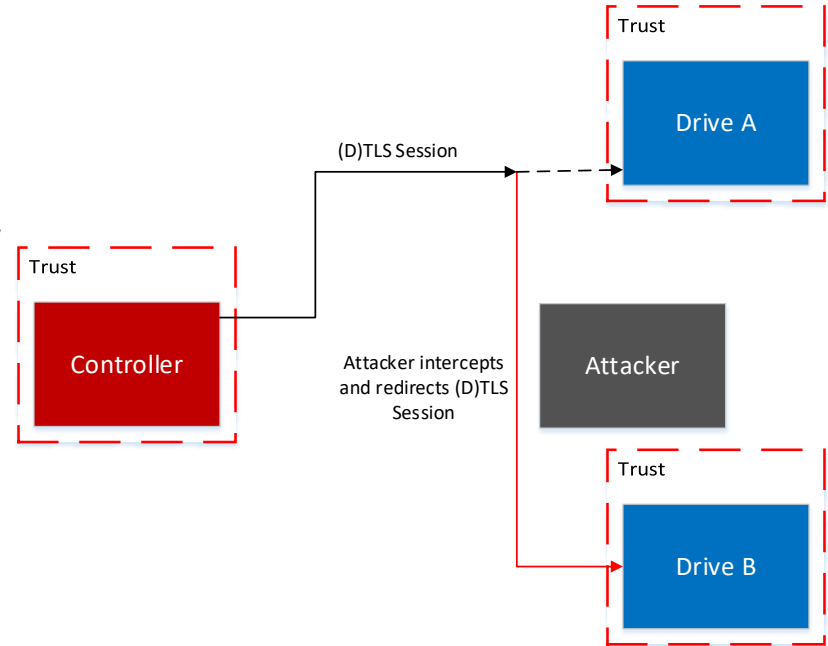 Trust
Drive A
(D)TLS Session
Trust
Controller
Attacker intercepts
and redirects (D)TLS
Session
Attacker
Trust
Drive B